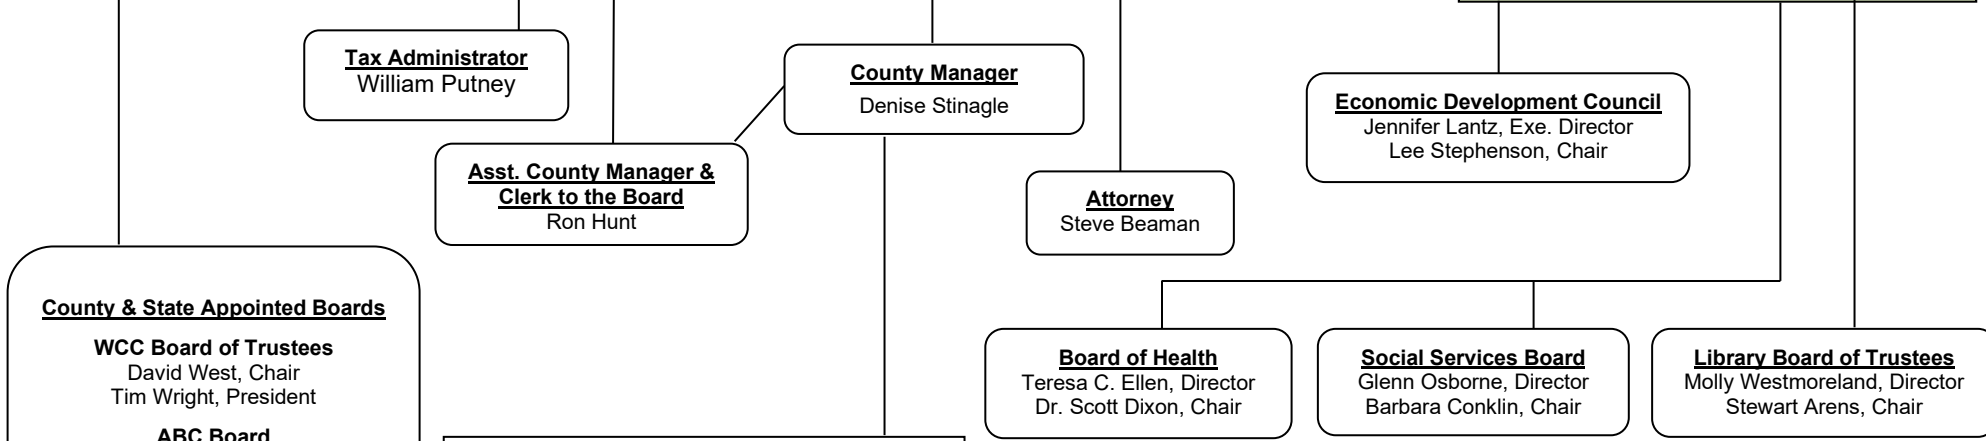 Tax Administrator
William Putney
County Manager
Denise Stinagle
Economic Development Council
Jennifer Lantz, Exe. Director
Lee Stephenson, Chair
Asst. County Manager &
Clerk to the Board
Ron Hunt
Attorney
Steve Beaman
County & State Appointed Boards
WCC Board of Trustees
David West, Chair
Tim Wright, President
ABC Board
Board of Health
Teresa C. Ellen, Director
Dr. Scott Dixon, Chair
Social Services Board
Glenn Osborne, Director
Barbara Conklin, Chair
Library Board of Trustees
Molly Westmoreland, Director
Stewart Arens, Chair